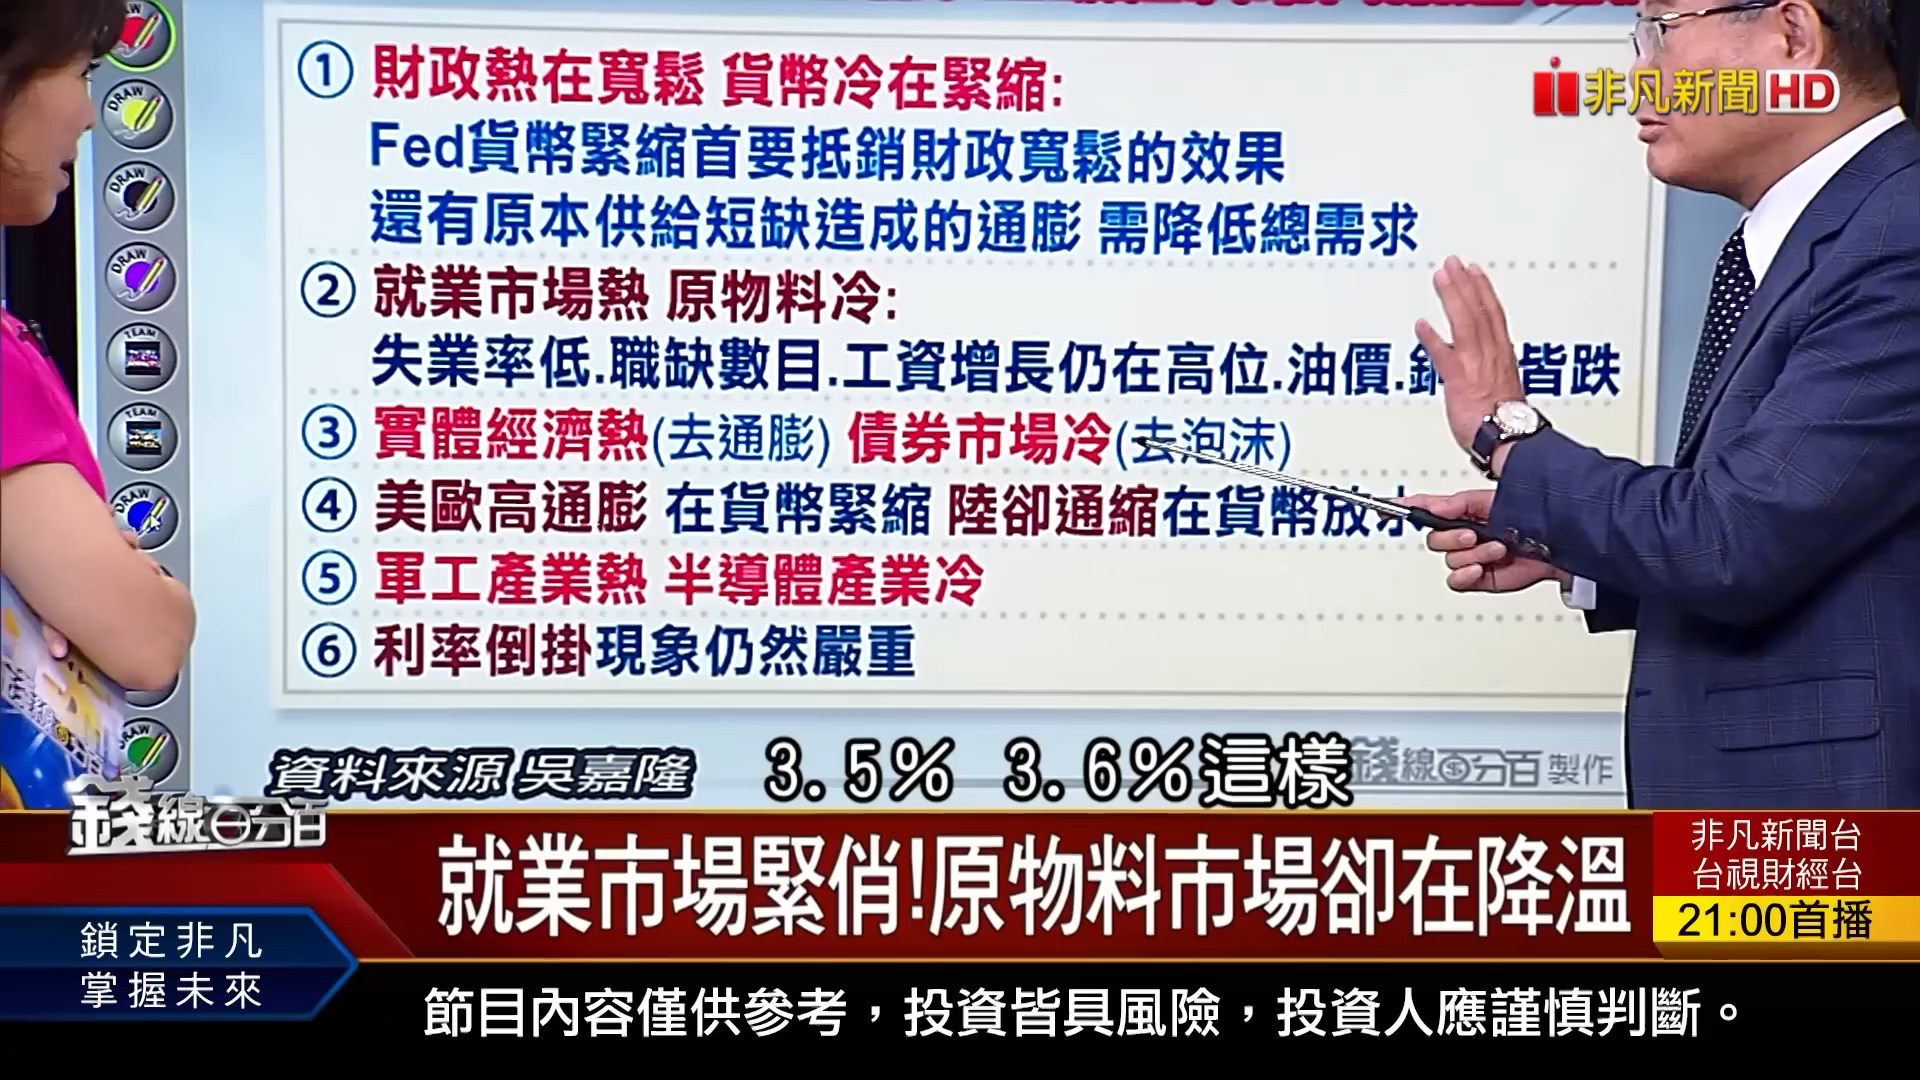 非凡新聞HD
① 財政熱在寬鬆 貨幣冷在緊縮:
Fed貨幣緊縮首要抵銷財政寬鬆的效果
還有原本供給短缺造成的通膨 需降低總需求
② 就業市場熱 原物料冷:
失業率低.職缺數目.工資增長仍在高位.油價.皆跌
③ 實體經濟熱(去通膨) 債券市場冷(去泡沫)
④ 美歐高通膨 在貨幣緊縮 陸卻通縮在貨幣放水
⑤ 軍工產業熱 半導體產業冷
⑥ 利率倒掛現象仍然嚴重
DRAW
DRAW
DRAW
DRAW
TEAM
TEAM
DRAW
DRAW
資料來源 吳嘉隆
3.5% 3.6%這樣
錢線百分百 製作
錢線百分百
就業市場緊俏!原物料市場卻在降溫
非凡新聞台
台視財經台
21:00首播
鎖定非凡
掌握未來
節目內容僅供參考，投資皆具風險，投資人應謹慎判斷。